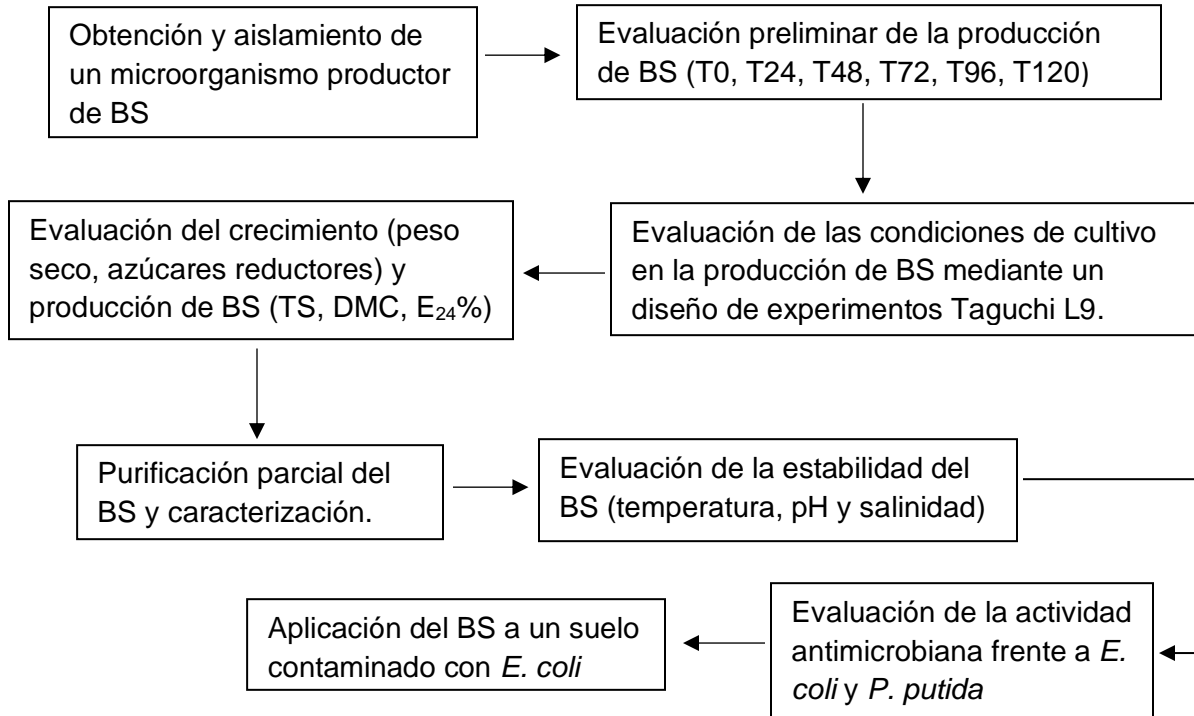 Obtención y aislamiento de
un microorganismo productor
de BS
Evaluación preliminar de la producción
de BS (T0, T24, T48, T72, T96, T120)
Evaluación de las condiciones de cultivo
en la producción de BS mediante un
diseño de experimentos Taguchi L9.
Evaluación del crecimiento (peso
seco, azúcares reductores) y
producción de BS (TS, DMC, E₂₄%)
Purificación parcial del
BS y caracterización.
Evaluación de la estabilidad del
BS (temperatura, pH y salinidad)
Evaluación de la actividad
antimicrobiana frente a E.
coli y P. putida
Aplicación del BS a un suelo
contaminado con E. coli